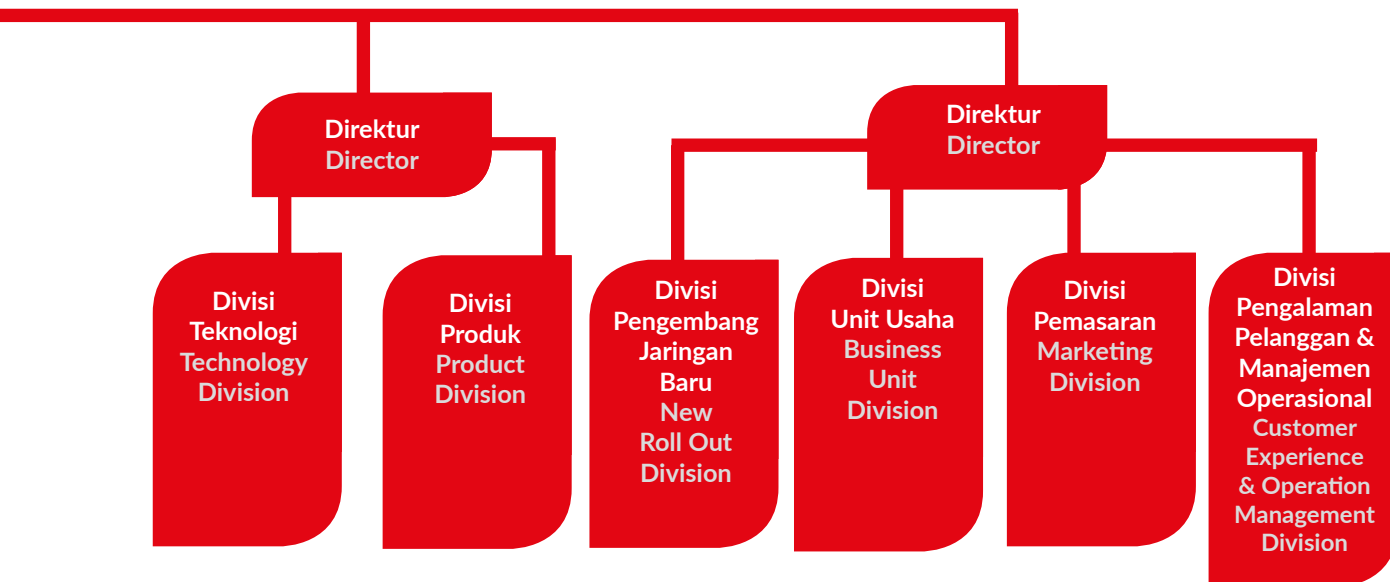 Direktur
Director
Direktur
Director
Divisi
Teknologi
Technology
Division
Divisi
Produk
Product
Division
Divisi
Pengembang
Jaringan
Baru
New
Roll Out
Division
Divisi
Unit Usaha
Business
Unit
Division
Divisi
Pemasaran
Marketing
Division
Divisi
Pengalaman
Pelanggan &
Manajemen
Operasional
Customer
Experience
& Operation
Management
Division